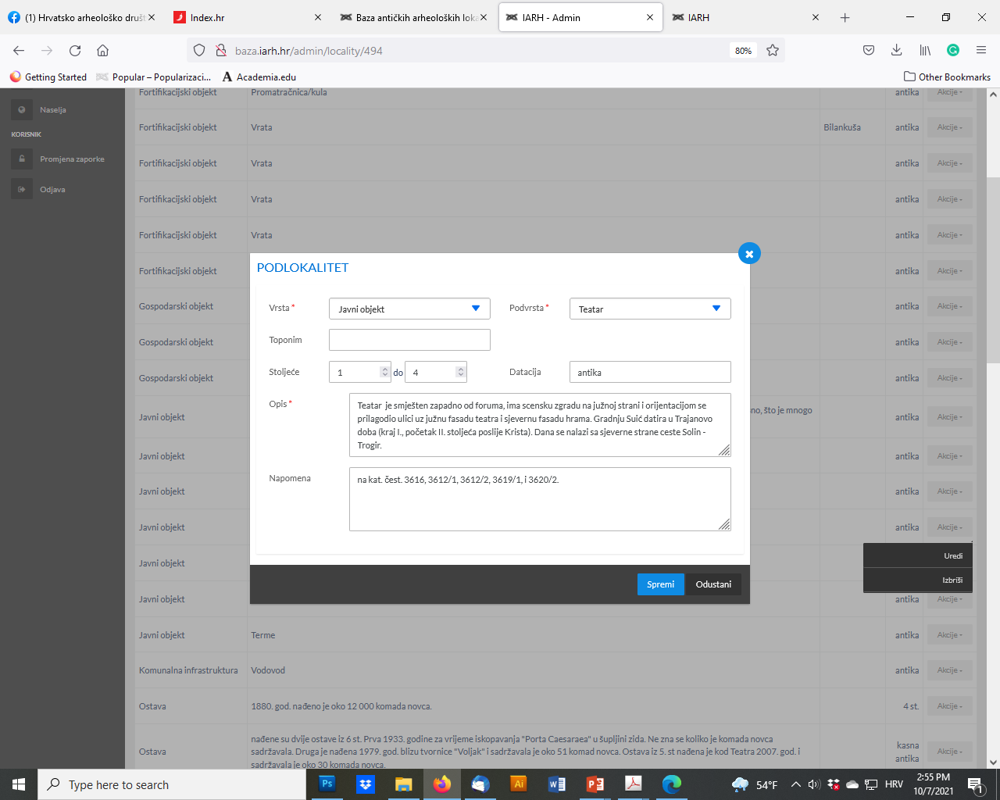 (1) Hrvatsko arheološko društ
Index.hr
Baza antičkih arheoloških loka
IARH - Admin
IARH
baza.iarh.hr/admin/locality/494
80%
Getting Started
Popular – Popularizaci...
Academia.edu
Other Bookmarks
Naselja
KORISNIK
Promjena zaporke
Odjava
Fortifikacijski objekt Promatračnica/kula antika Akcije
Fortifikacijski objekt Vrata Bilankuša antika Akcije
Fortifikacijski objekt Vrata antika Akcije
Fortifikacijski objekt Vrata antika Akcije
Fortifikacijski objekt Vrata antika Akcije
Fortifikacijski objekt antika Akcije
Gospodarski objekt antika Akcije
Gospodarski objekt antika Akcije
Gospodarski objekt antika Akcije
Javni objekt no, što je mnogo antika Akcije
Javni objekt antika Akcije
Javni objekt antika Akcije
Javni objekt antika Akcije
Javni objekt
Javni objekt antika Akcije
Javni objekt Terme antika Akcije
Komunalna infrastruktura Vodovod antika Akcije
Ostava 1880. god. nađeno je oko 12 000 komada novca. 4 st. Akcije
Ostava
nađene su dvije ostave iz 6 st. Prva 1933. godine za vrijeme iskopavanja "Porta Caesaraea" u šupljini zida. Ne zna se koliko je komada novca
sadržavala. Druga je nađena 1979. god. blizu tvornice "Voljak" i sadržavala je oko 51 komad novca. Ostava iz 5. st nađena je kod Teatra 2007. god. i
sadržavala je oko 30 komada novca.
kasna
antika
Akcije
PODLOKALITET
Vrsta * Javni objekt Podvrsta * Teatar
Toponim
Stoljeće 1 do 4 Datacija antika
Opis *
Teatar je smješten zapadno od foruma, ima scensku zgradu na južnoj strani i orijentacijom se
prilagodio ulici uz južnu fasadu teatra i sjevernu fasadu hrama. Gradnju Suić datira u Trajanovo
doba (kraj I., početak II. stoljeća poslije Krista). Dana se nalazi sa sjeverne strane ceste Solin -
Trogir.
Napomena
na kat. čest. 3616, 3612/1, 3612/2, 3619/1, i 3620/2.
Spremi Odustani
Uredi
Izbriši
Type here to search
Ps
Ai
54°F
HRV
2:55 PM
10/7/2021
1